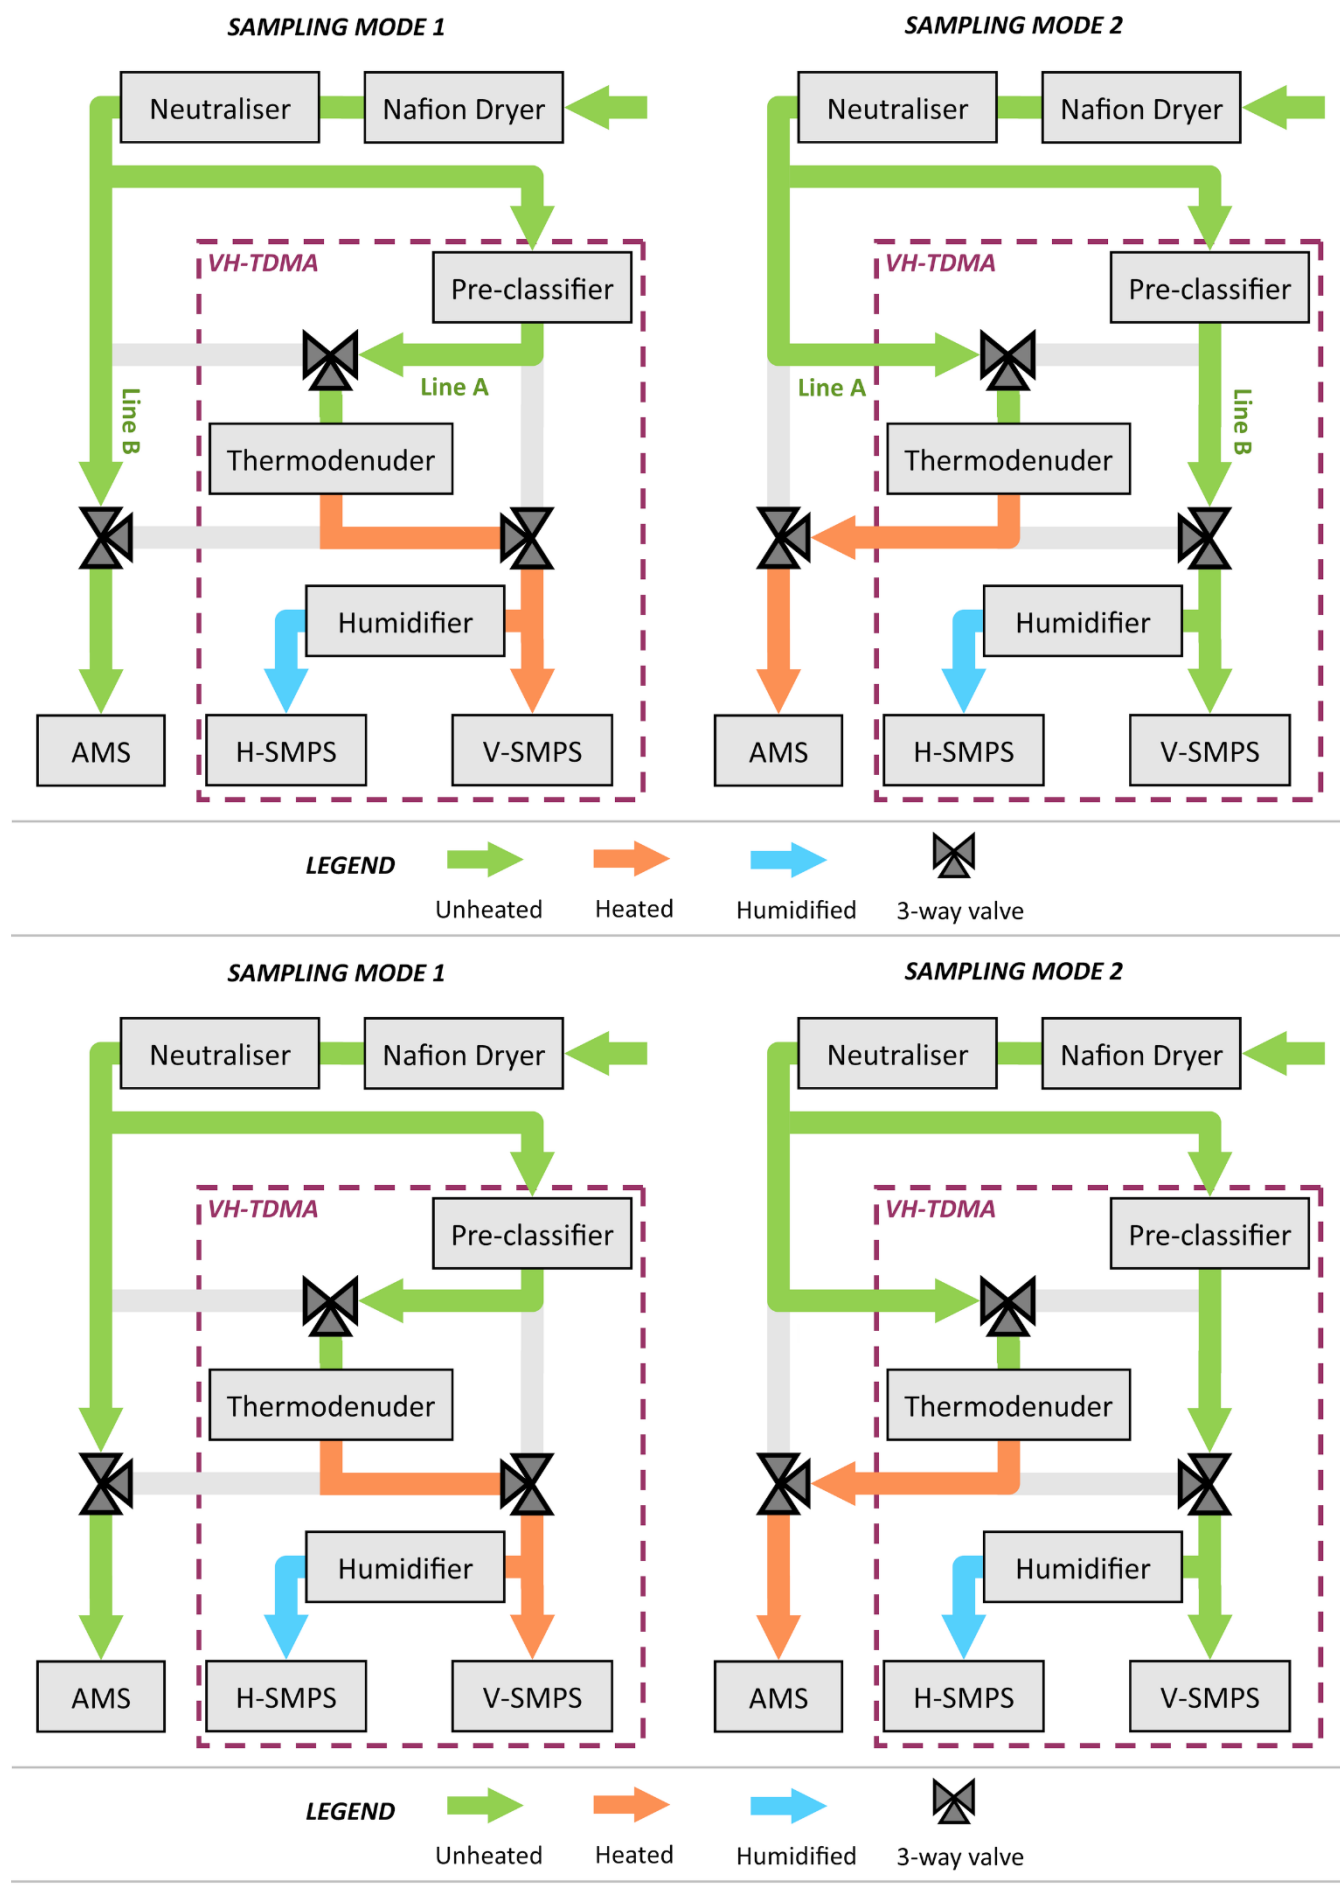 SAMPLING MODE 1
SAMPLING MODE 2
Neutraliser
Nafion Dryer
Neutraliser
Nafion Dryer
VH-TDMA
Pre-classifier
VH-TDMA
Pre-classifier
Line A
Line B
Line A
Line B
Thermodenuder
Thermodenuder
Humidifier
Humidifier
AMS
H-SMPS
V-SMPS
AMS
H-SMPS
V-SMPS
LEGEND
Unheated
Heated
Humidified
3-way valve
SAMPLING MODE 1
SAMPLING MODE 2
Neutraliser
Nafion Dryer
Neutraliser
Nafion Dryer
VH-TDMA
Pre-classifier
VH-TDMA
Pre-classifier
Thermodenuder
Thermodenuder
Humidifier
Humidifier
AMS
H-SMPS
V-SMPS
AMS
H-SMPS
V-SMPS
LEGEND
Unheated
Heated
Humidified
3-way valve